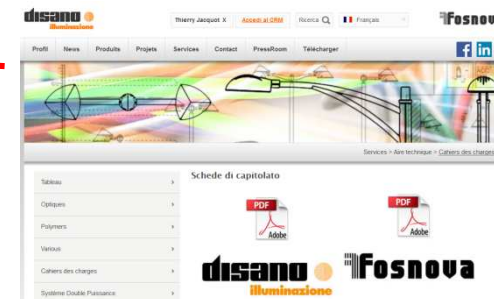 disano
illuminazione
Thierry Jacquot X
Accedi al CRM
Ricerca
Français
Fosnov
Profil News Produits Projets Services Contact PressRoom Télécharger
f in
Services > Aire technique > Cahiers des charges
Schede di capitolato
Tableau
Optiques
Polymers
Various
Cahiers des charges
Système Double Puissance
PDF
Adobe
PDF
Adobe
disano
illuminazione
Fosnova